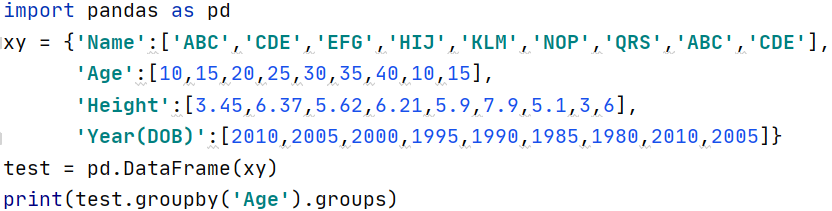 import pandas as pd
xy = {'Name':['ABC','CDE','EFG','HIJ','KLM','NOP','QRS','ABC','CDE'],
      'Age':[10,15,20,25,30,35,40,10,15],
      'Height':[3.45,6.37,5.62,6.21,5.9,7.9,5.1,3,6],
      'Year(DOB)':[2010,2005,2000,1995,1990,1985,1980,2010,2005]}
test = pd.DataFrame(xy)
print(test.groupby('Age').groups)